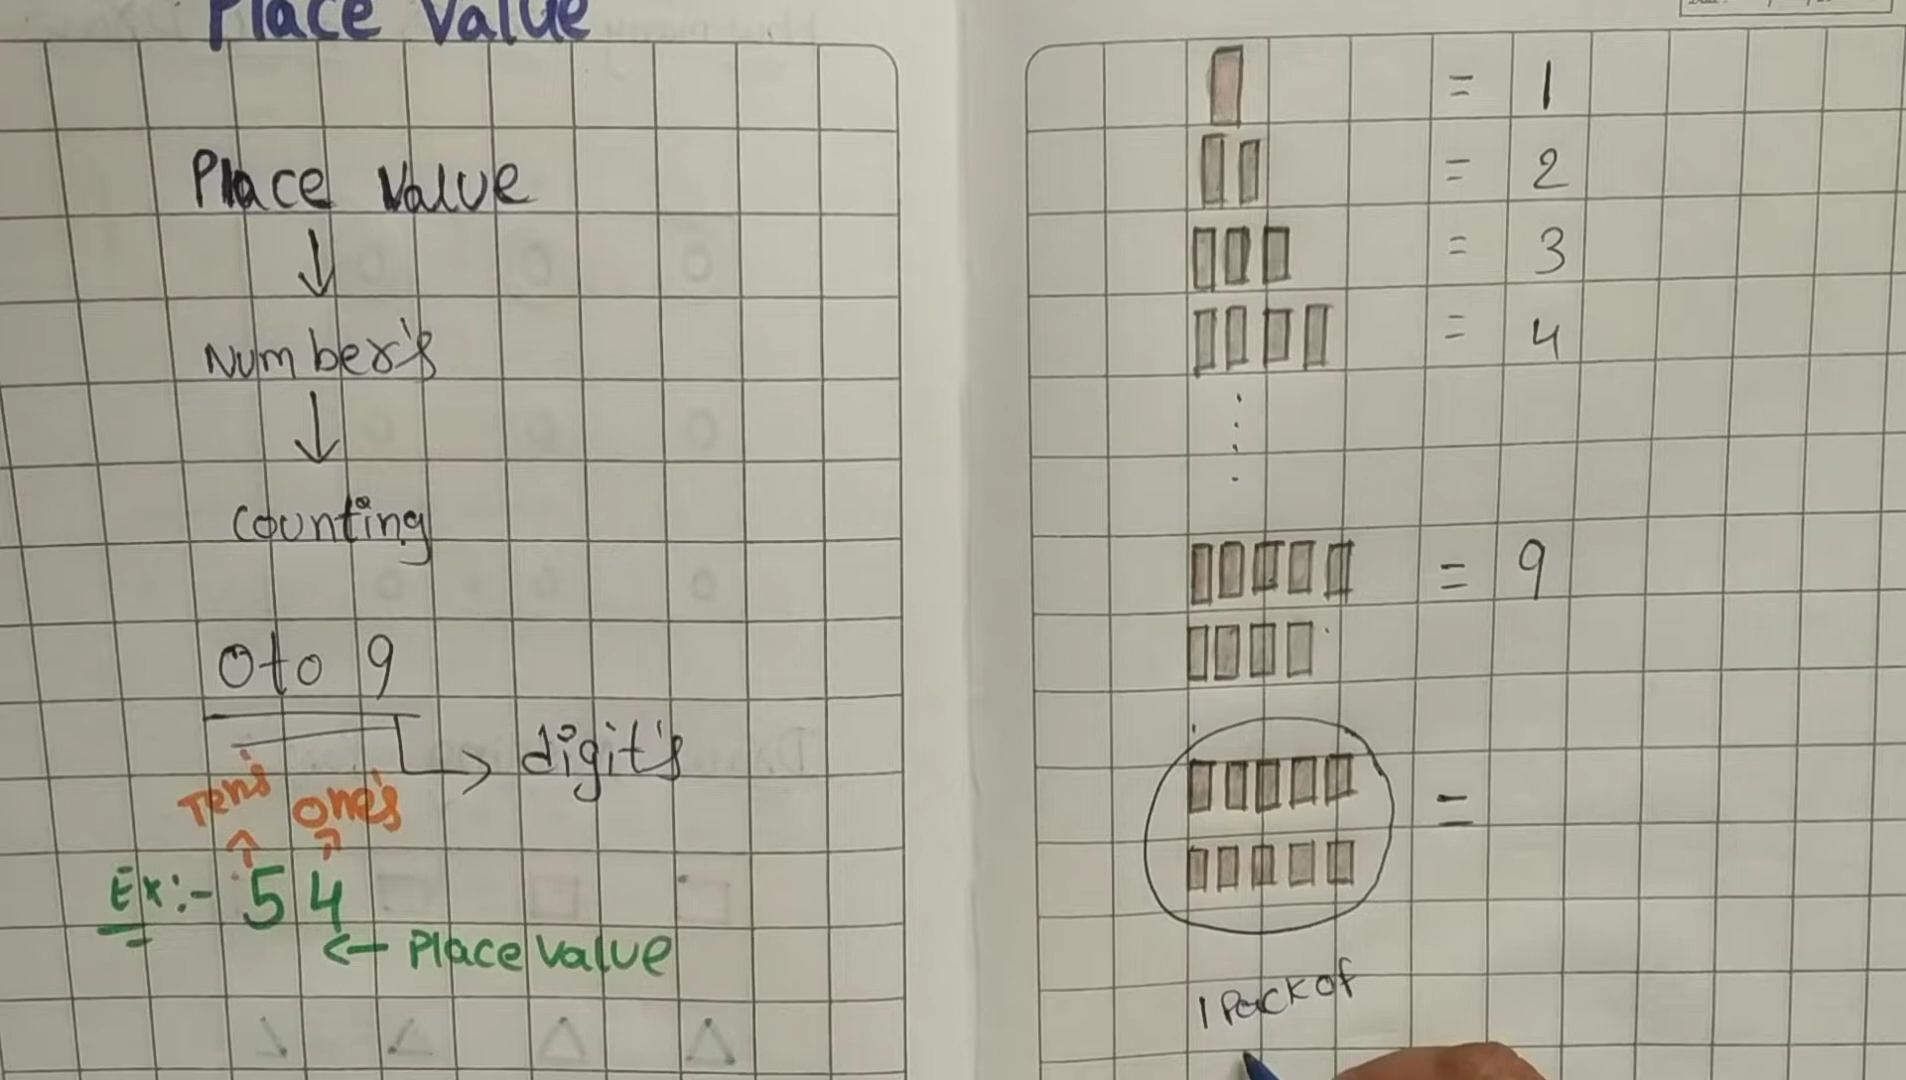 Place Value
Place Value
Number's
Counting
0 to 9
digit's
Ten's One's
Ex:- 54
Place Value
= 1
= 2
= 3
= 4
= 9
=
1 Pack of